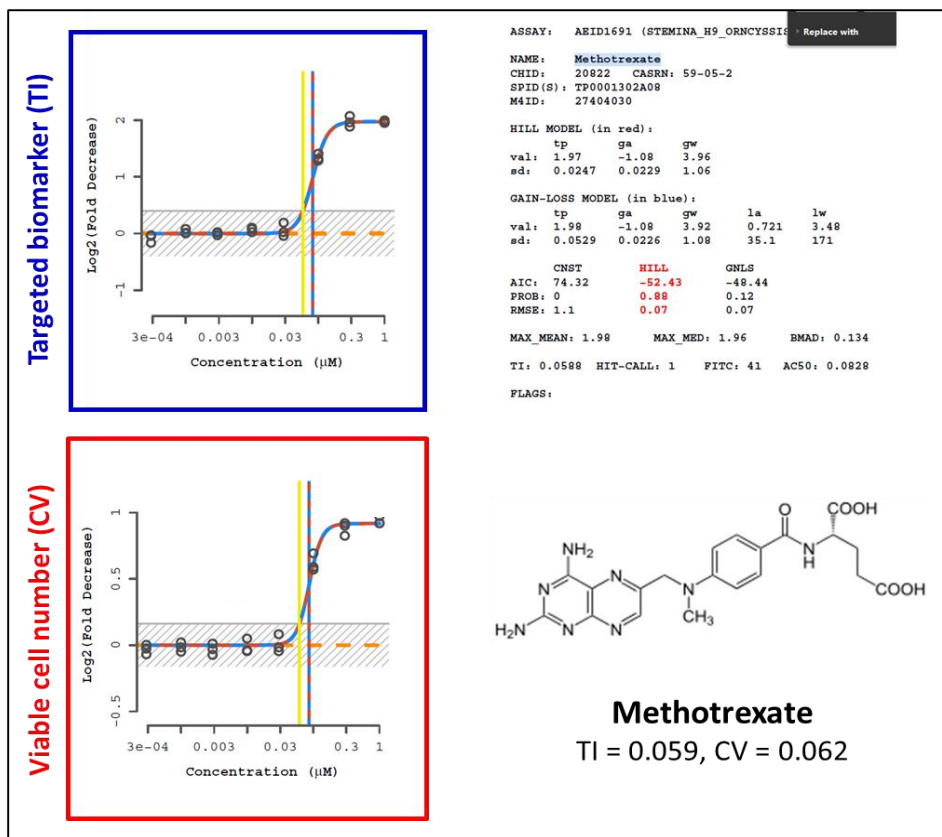 Targeted biomarker (TI)
Log2(Fold Decrease)
2
1
0
-1
3e-04 0.003 0.03 0.3 1
Concentration (µM)
ASSAY: AEID1691 (STEMINA_H9_ORNCYSSIS
Replace with
NAME: Methotrexate
CHID: 20822 CASRN: 59-05-2
SPID(S): TP0001302A08
M4ID: 27404030
HILL MODEL (in red):
tp ga gw
val: 1.97 -1.08 3.96
sd: 0.0247 0.0229 1.06
GAIN-LOSS MODEL (in blue):
tp ga gw la lw
val: 1.98 -1.08 3.92 0.721 3.48
sd: 0.0529 0.0226 1.08 35.1 171
CNST HILL GNLS
AIC: 74.32 -52.43 -48.44
PROB: 0 0.88 0.12
RMSE: 1.1 0.07 0.07
MAX_MEAN: 1.98 MAX_MED: 1.96 BMAD: 0.134
TI: 0.0588 HIT-CALL: 1 FITC: 41 AC50: 0.0828
FLAGS:
Viable cell number (CV)
Log2(Fold Decrease)
1
0.5
0
-0.5
3e-04 0.003 0.03 0.3 1
Concentration (µM)
NH2
N
N
H2N
N
N
N
CH3
O
N
H
COOH
COOH
Methotrexate
TI = 0.059, CV = 0.062